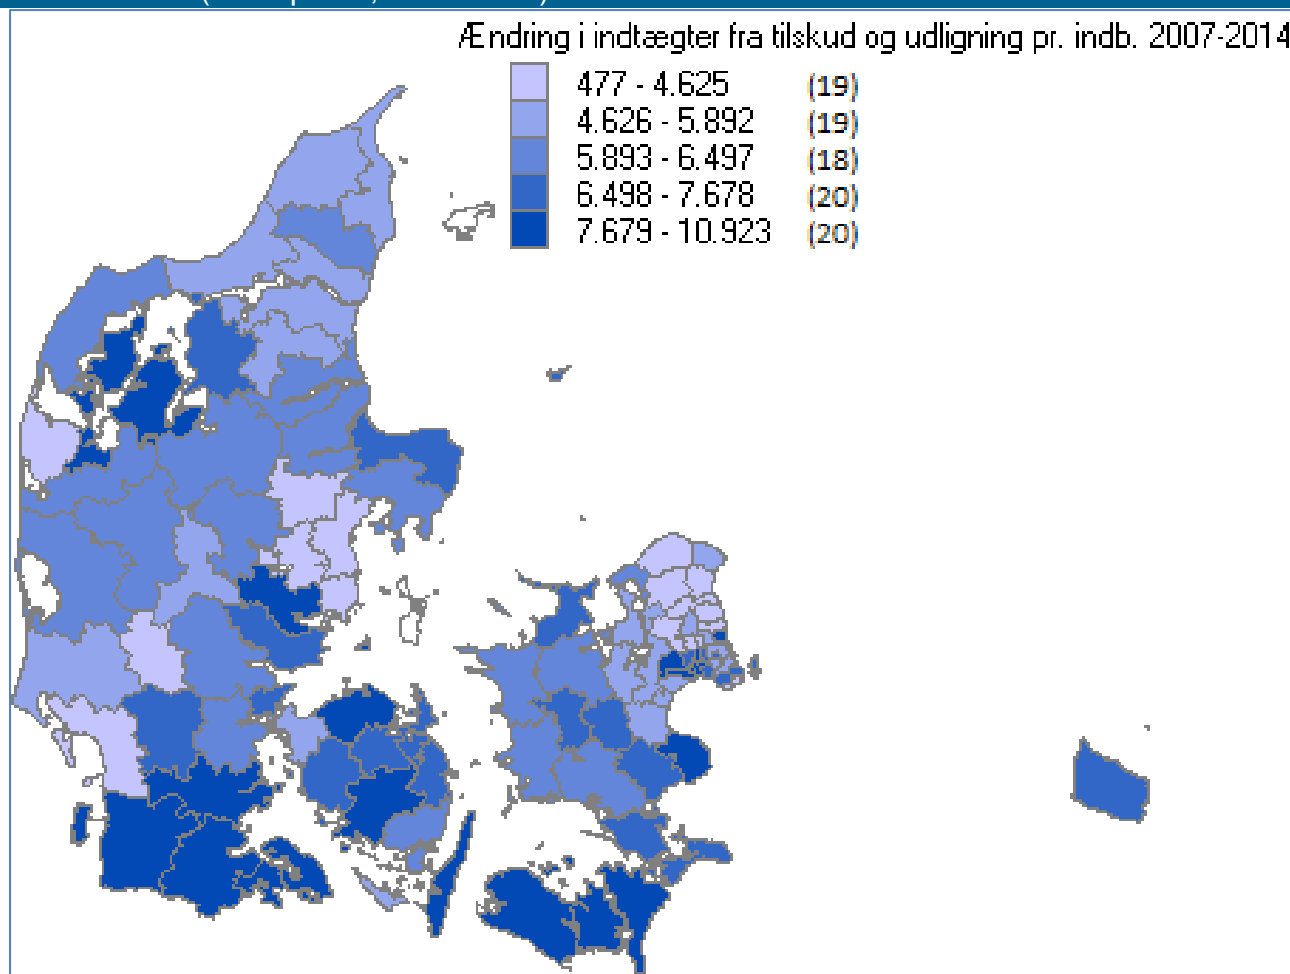 Ændring i indtægter fra tilskud og udligning pr. indb. 2007-2014
477 - 4.625 (19)
4.626 - 5.892 (19)
5.893 - 6.497 (18)
6.498 - 7.678 (20)
7.679 - 10.923 (20)